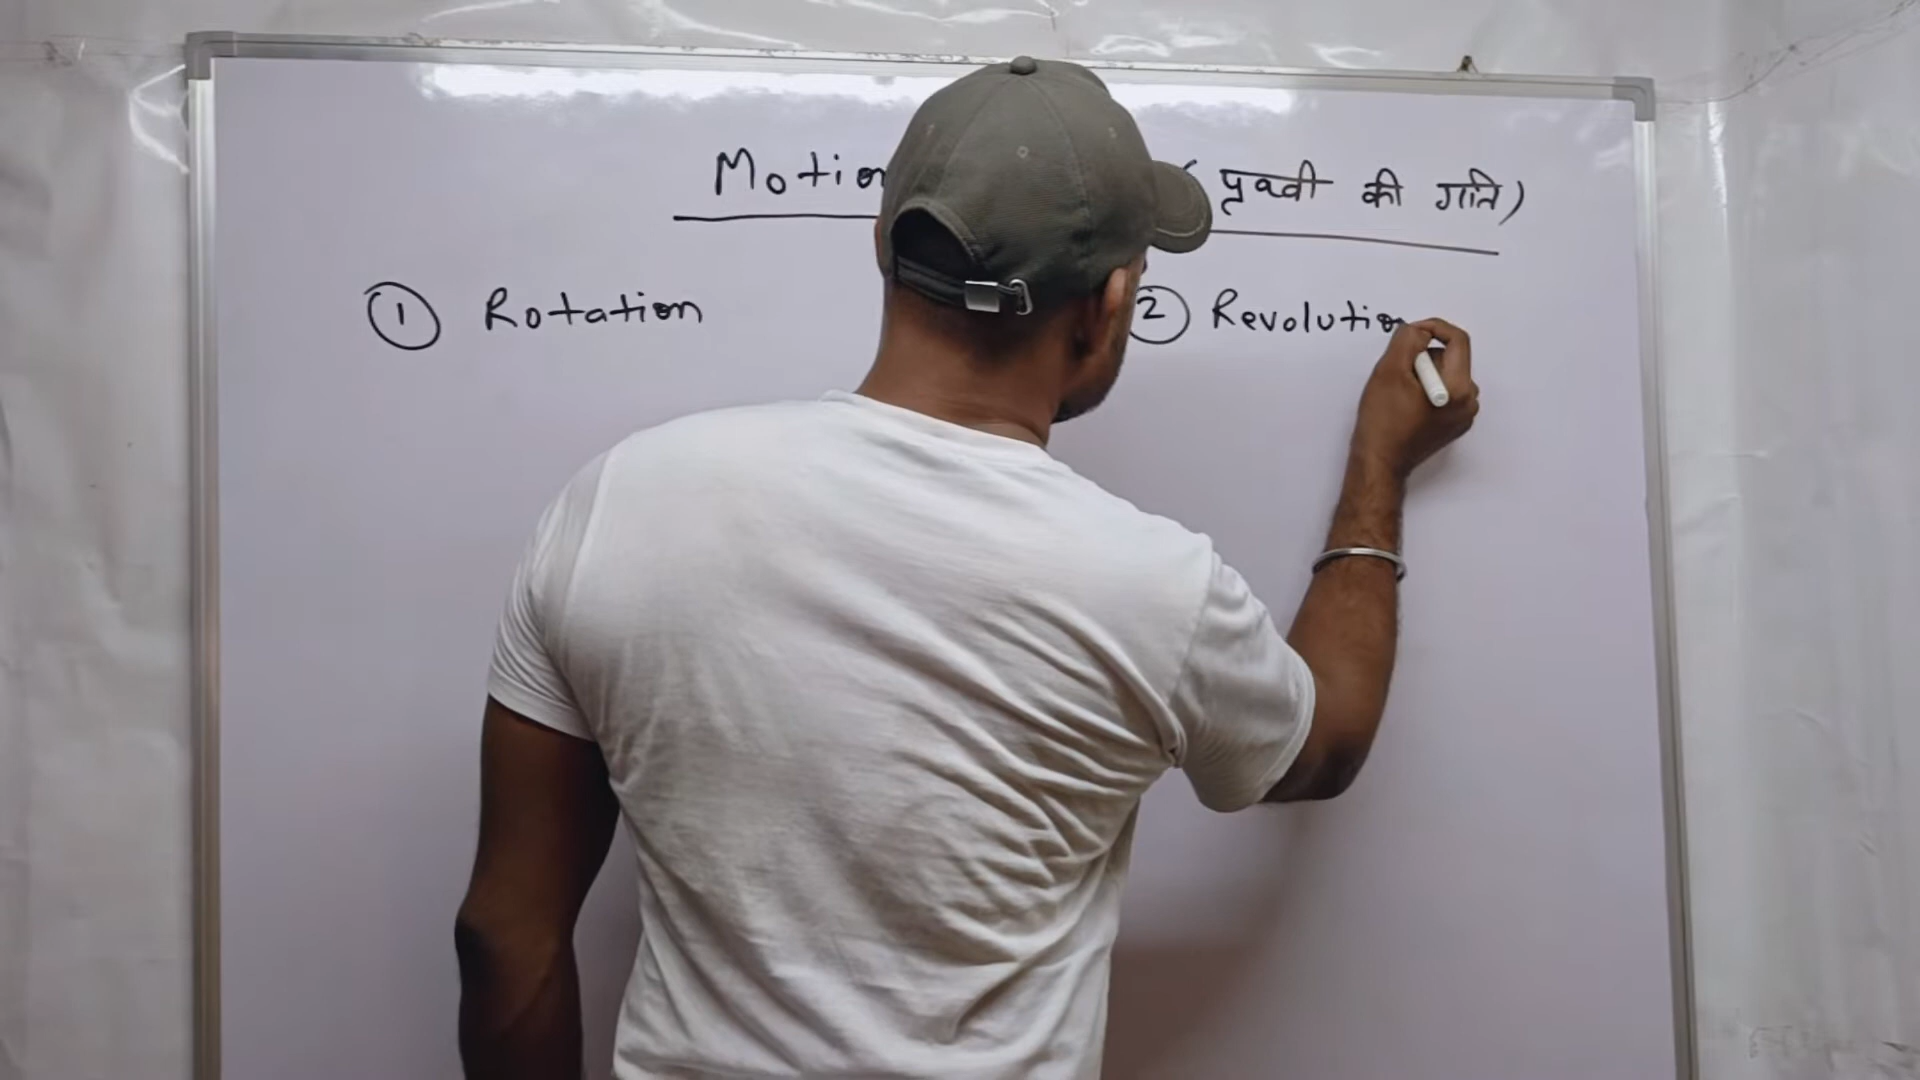 Motion ( पृथ्वी की गति)
① Rotation ② Revolution